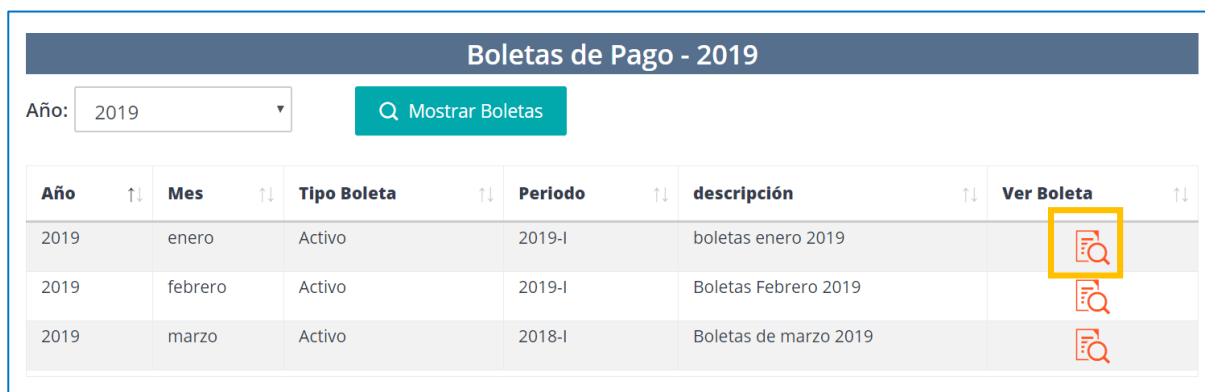 Boletas de Pago - 2019
Año: 2019 Mostrar Boletas
Año Mes Tipo Boleta Periodo descripción Ver Boleta
2019 enero Activo 2019-I boletas enero 2019
2019 febrero Activo 2019-I Boletas Febrero 2019
2019 marzo Activo 2018-I Boletas de marzo 2019